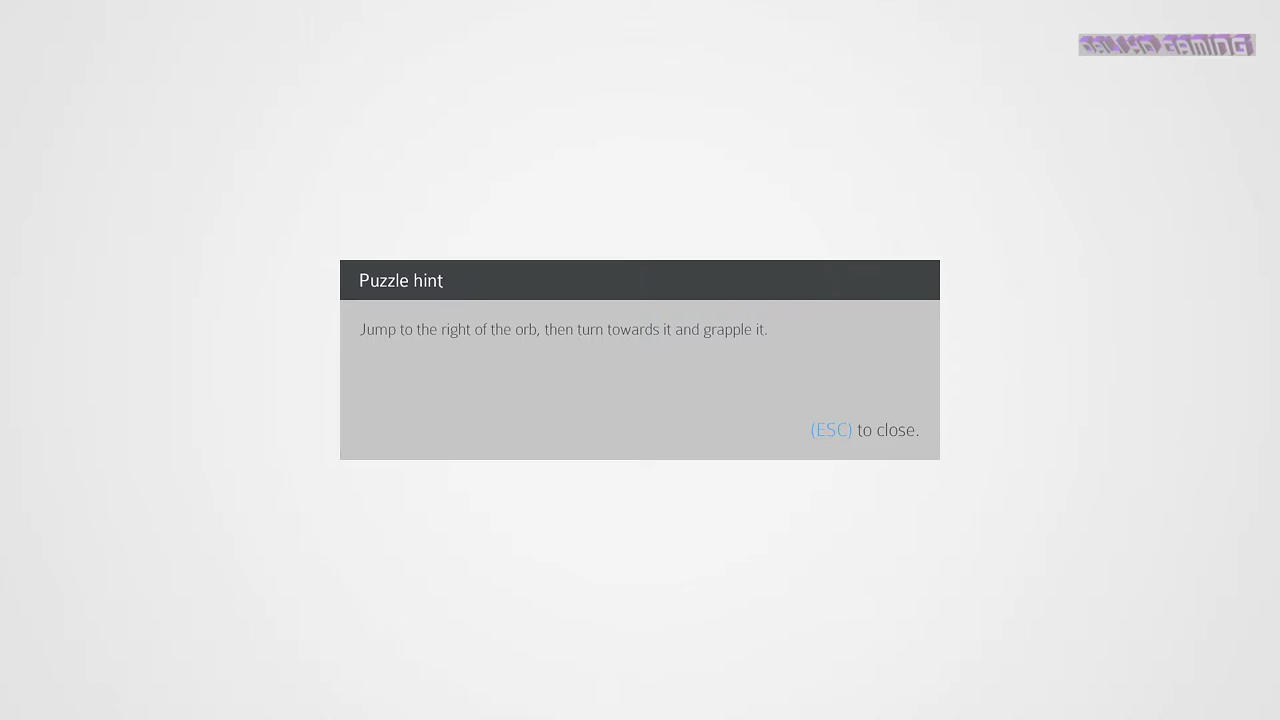 Puzzle hint
Jump to the right of the orb, then turn towards it and grapple it.
(ESC) to close.